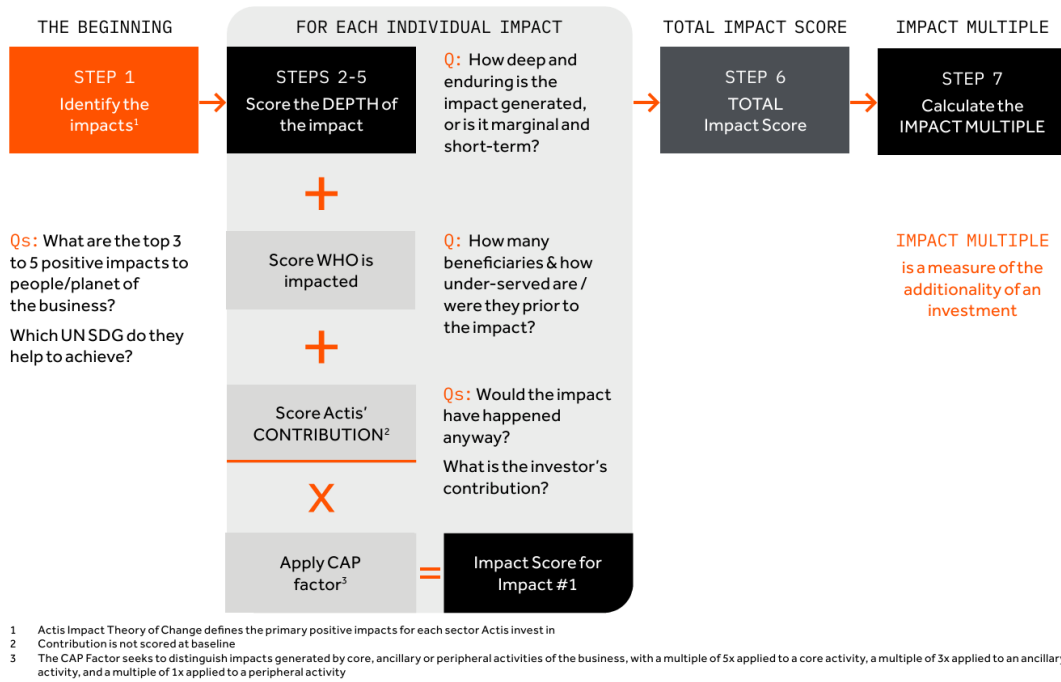 THE BEGINNING
STEP 1
Identify the
impacts1
Qs: What are the top 3
to 5 positive impacts to
people/planet of
the business?
Which UN SDG do they
help to achieve?
FOR EACH INDIVIDUAL IMPACT
STEPS 2-5
Score the DEPTH of
the impact
Q: How deep and
enduring is the
impact generated,
or is it marginal and
short-term?
+
Score WHO is
impacted
Q: How many
beneficiaries & how
under-served are /
were they prior to
the impact?
+
Score Actis’
CONTRIBUTION2
Qs: Would the impact
have happened
anyway?
What is the investor’s
contribution?
X
Apply CAP
factor3
=
Impact Score for
Impact #1
TOTAL IMPACT SCORE
STEP 6
TOTAL
Impact Score
IMPACT MULTIPLE
STEP 7
Calculate the
IMPACT MULTIPLE
IMPACT MULTIPLE
is a measure of the
additionality of an
investment
1 Actis Impact Theory of Change defines the primary positive impacts for each sector Actis invest in
2 Contribution is not scored at baseline
3 The CAP Factor seeks to distinguish impacts generated by core, ancillary or peripheral activities of the business, with a multiple of 5x applied to a core activity, a multiple of 3x applied to an ancillary
activity, and a multiple of 1x applied to a peripheral activity